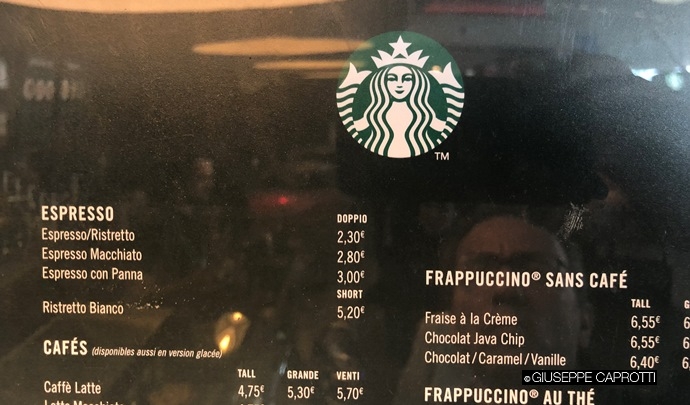 TM
ESPRESSO DOPPIO
Espresso/Ristretto 2,30€
Espresso Macchiato 2,80€
Espresso con Panna 3,00€
SHORT
Ristretto Bianco 5,20€
CAFÉS (disponibles aussi en version glacée)
TALL GRANDE VENTI
Caffè Latte 4,75€ 5,30€ 5,70€
FRAPPUCCINO® SANS CAFÉ
TALL
Fraise à la Crème 6,55€
Chocolat Java Chip 6,55€
Chocolat/Caramel/Vanille 6,40€
FRAPPUCCINO® AU THÉ
©GIUSEPPE CAPROTTI